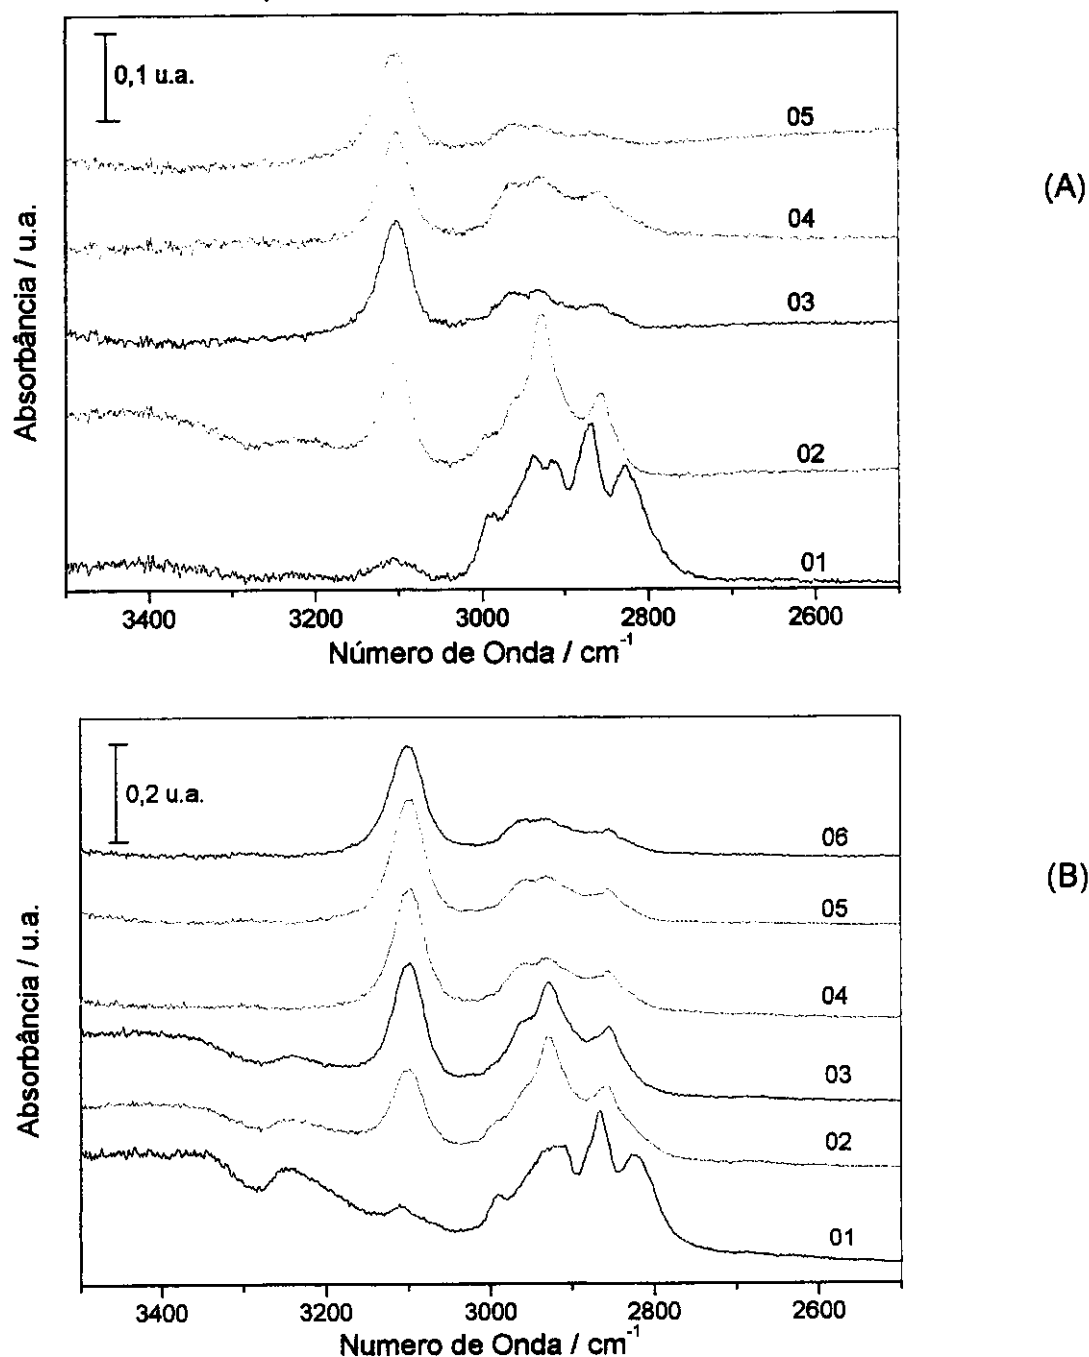 0,1 u.a.
05
(A)
04
03
02
01
Absorbância / u.a.
3400 3200 3000 2800 2600
Número de Onda / cm-1
0,2 u.a.
06
(B)
05
04
03
02
01
Absorbância / u.a.
3400 3200 3000 2800 2600
Numero de Onda / cm-1